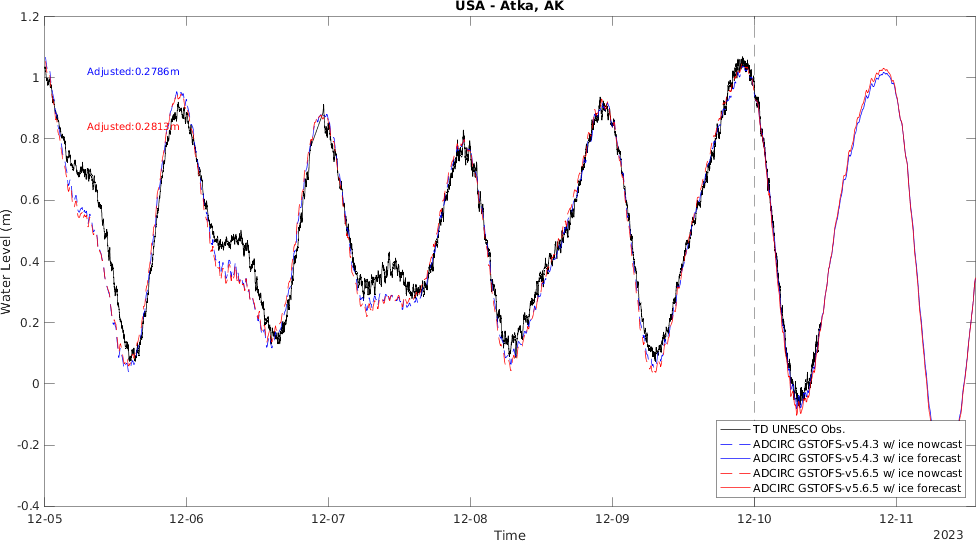 USA - Atka, AK
1.2
1
0.8
0.6
0.4
0.2
0
-0.2
-0.4
Water Level (m)
Adjusted:0.2786m
Adjusted:0.2813m
TD UNESCO Obs.
ADCIRC GSTOFS-v5.4.3 w/ ice nowcast
ADCIRC GSTOFS-v5.4.3 w/ ice forecast
ADCIRC GSTOFS-v5.6.5 w/ ice nowcast
ADCIRC GSTOFS-v5.6.5 w/ ice forecast
12-05 12-06 12-07 12-08 12-09 12-10 12-11
Time
2023